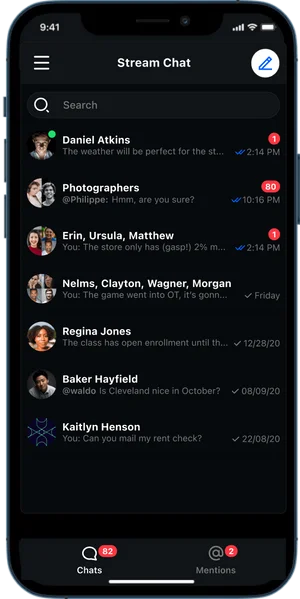 9:41
Stream Chat
Search
Daniel Atkins
1
The weather will be perfect for the st...
2:14 PM
Photographers
80
@Philippe: Hmm, are you sure?
10:16 PM
Erin, Ursula, Matthew
1
You: The store only has (gasp!) 2% m...
2:14 PM
Nelms, Clayton, Wagner, Morgan
You: The game went into OT, it's gonn...
Friday
Regina Jones
The class has open enrollment until th...
12/28/20
Baker Hayfield
@waldo Is Cleveland nice in October?
08/09/20
Kaitlyn Henson
You: Can you mail my rent check?
22/08/20
82
2
Chats
Mentions